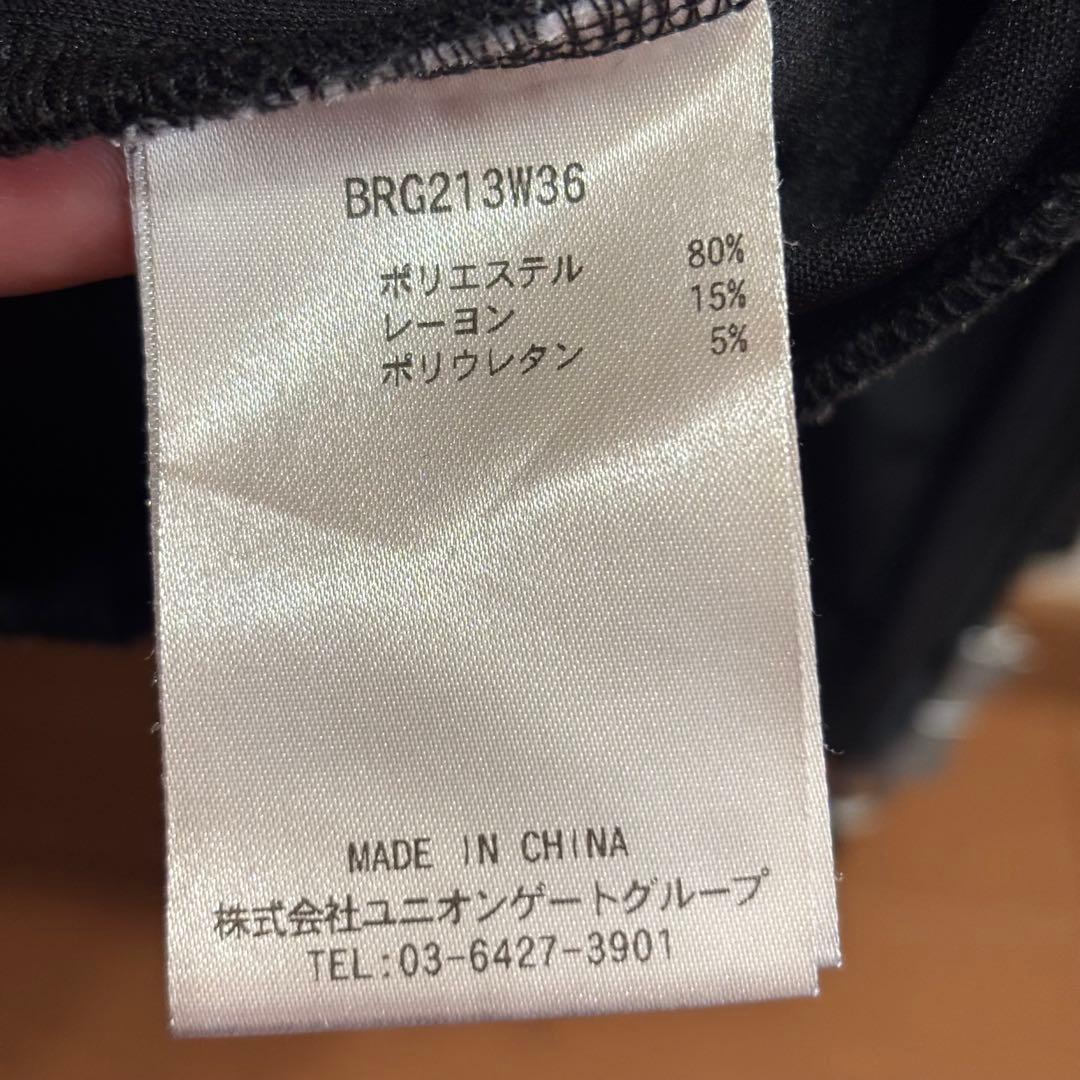 BRG213W36
ポリエステル 80%
レーヨン 15%
ポリウレタン 5%
MADE IN CHINA
株式会社ユニオンゲートグループ
TEL:03-6427-3901